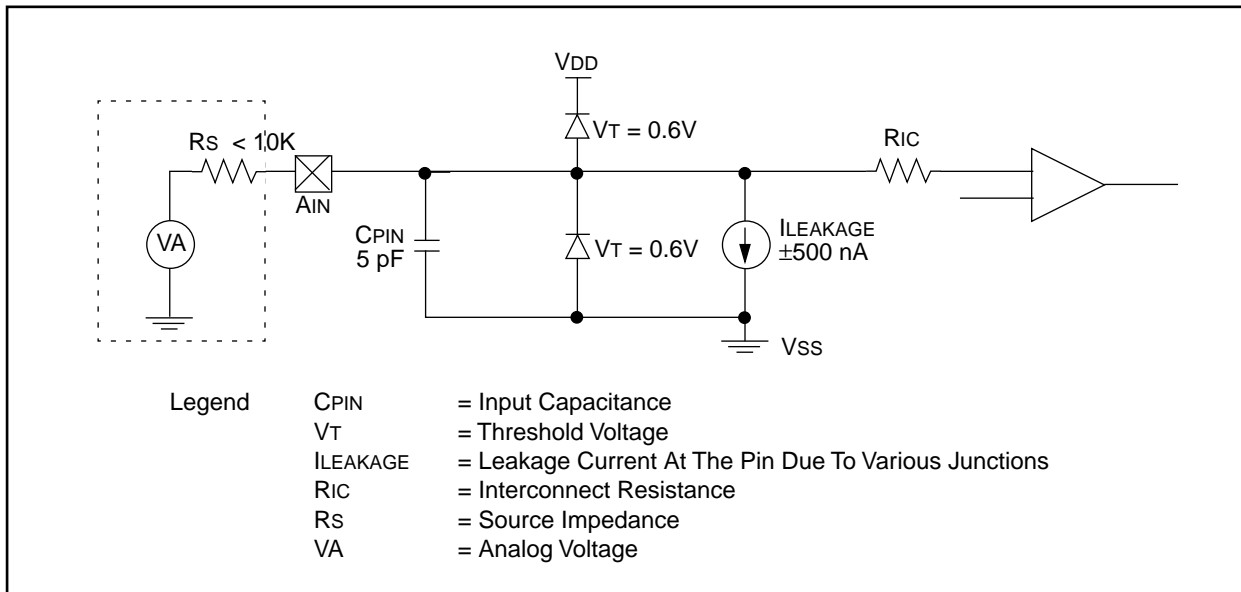 VDD
VT = 0.6V
RS < 10K
RIC
AIN
VA
CPIN
5 pF
VT = 0.6V
ILEAKAGE
±500 nA
VSS
Legend
CPIN = Input Capacitance
VT = Threshold Voltage
ILEAKAGE = Leakage Current At The Pin Due To Various Junctions
RIC = Interconnect Resistance
RS = Source Impedance
VA = Analog Voltage